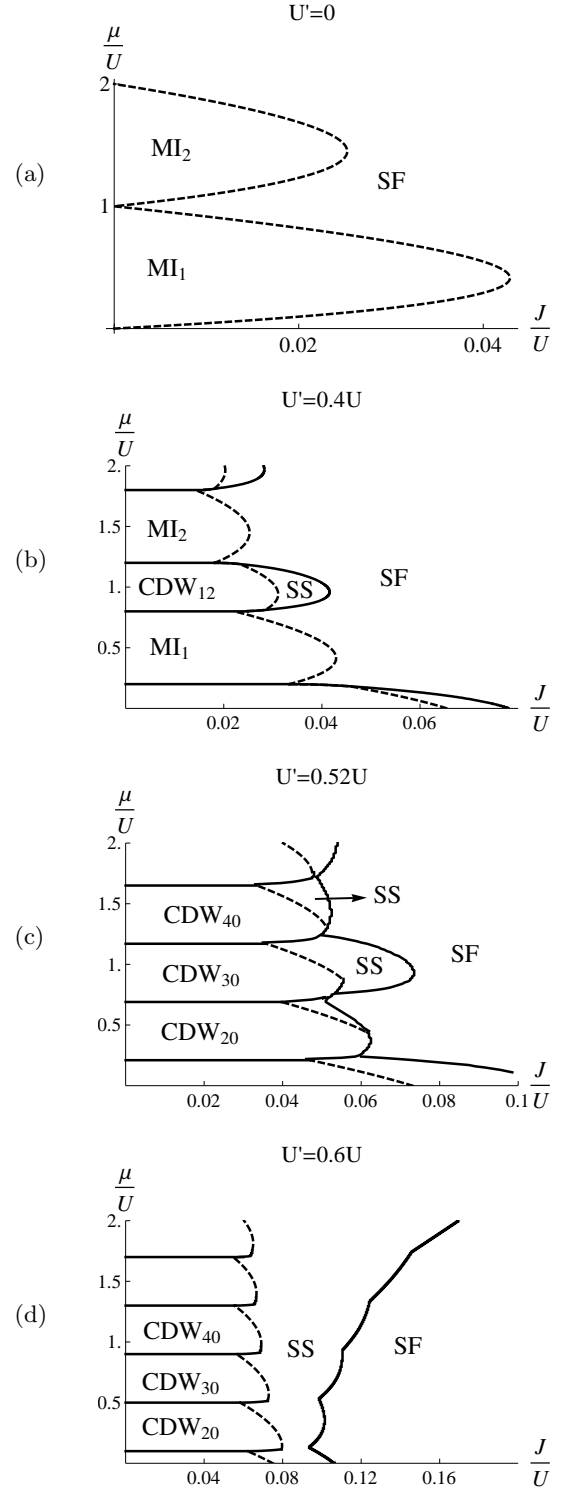 U'=0
μ/U
2
MI₂
(a)
SF
1
MI₁
0.02
0.04
J/U
U'=0.4U
μ/U
2.
MI₂
1.5
(b)
SF
1.
CDW₁₂
SS
MI₁
0.5
0.02
0.04
0.06
J/U
U'=0.52U
μ/U
2.
SS
1.5
CDW₄₀
(c)
SF
SS
1.
CDW₃₀
0.5
CDW₂₀
0.02
0.04
0.06
0.08
0.1
J/U
U'=0.6U
μ/U
2.
1.5
(d)
CDW₄₀
SS
SF
1.
CDW₃₀
0.5
CDW₂₀
0.04
0.08
0.12
0.16
J/U